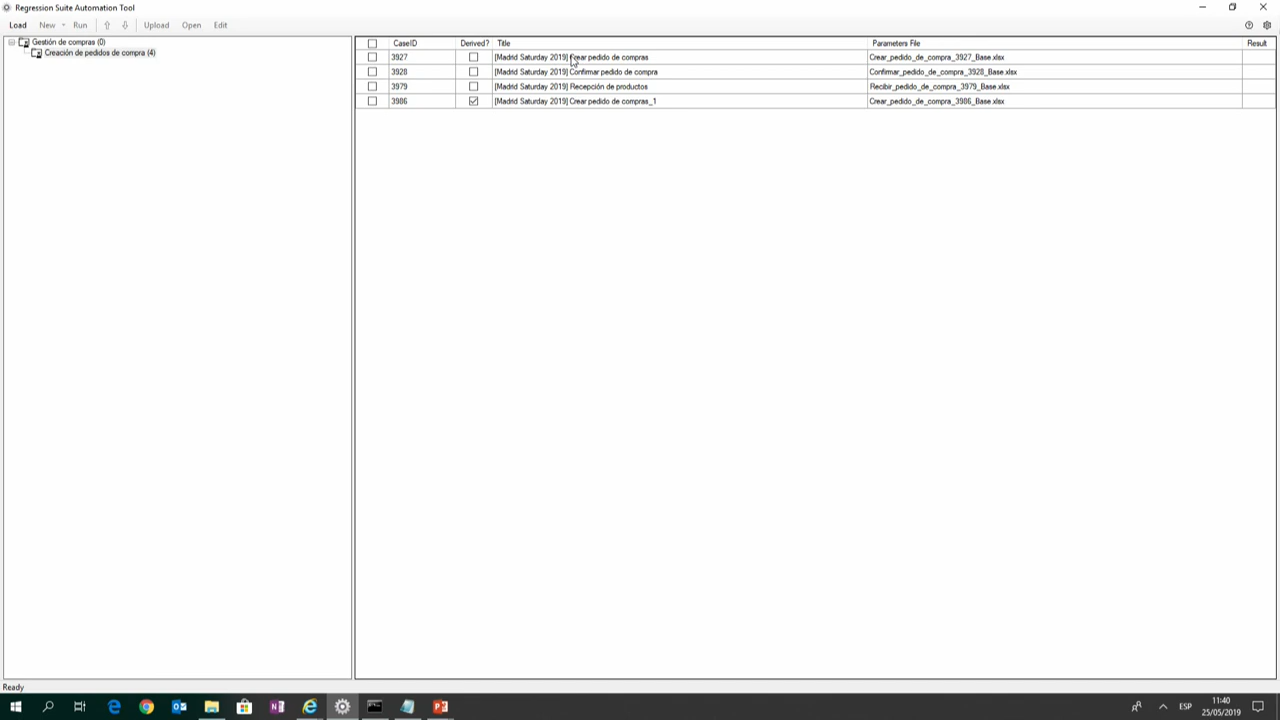 Regression Suite Automation Tool
Load New Run Upload Open Edit
Gestión de compras (0)
Creación de pedidos de compra (4)
CaseID Derived? Title Parameters File Result
3927 [Madrid Saturday 2019] Crear pedido de compras Crear_pedido_de_compra_3927_Base.xlsx
3928 [Madrid Saturday 2019] Confirmar pedido de compra Confirmar_pedido_de_compra_3928_Base.xlsx
3979 [Madrid Saturday 2019] Recepción de productos Recibir_pedido_de_compra_3979_Base.xlsx
3986 [Madrid Saturday 2019] Crear pedido de compras_1 Crear_pedido_de_compra_3986_Base.xlsx
Ready
ESP
11:40
25/05/2019